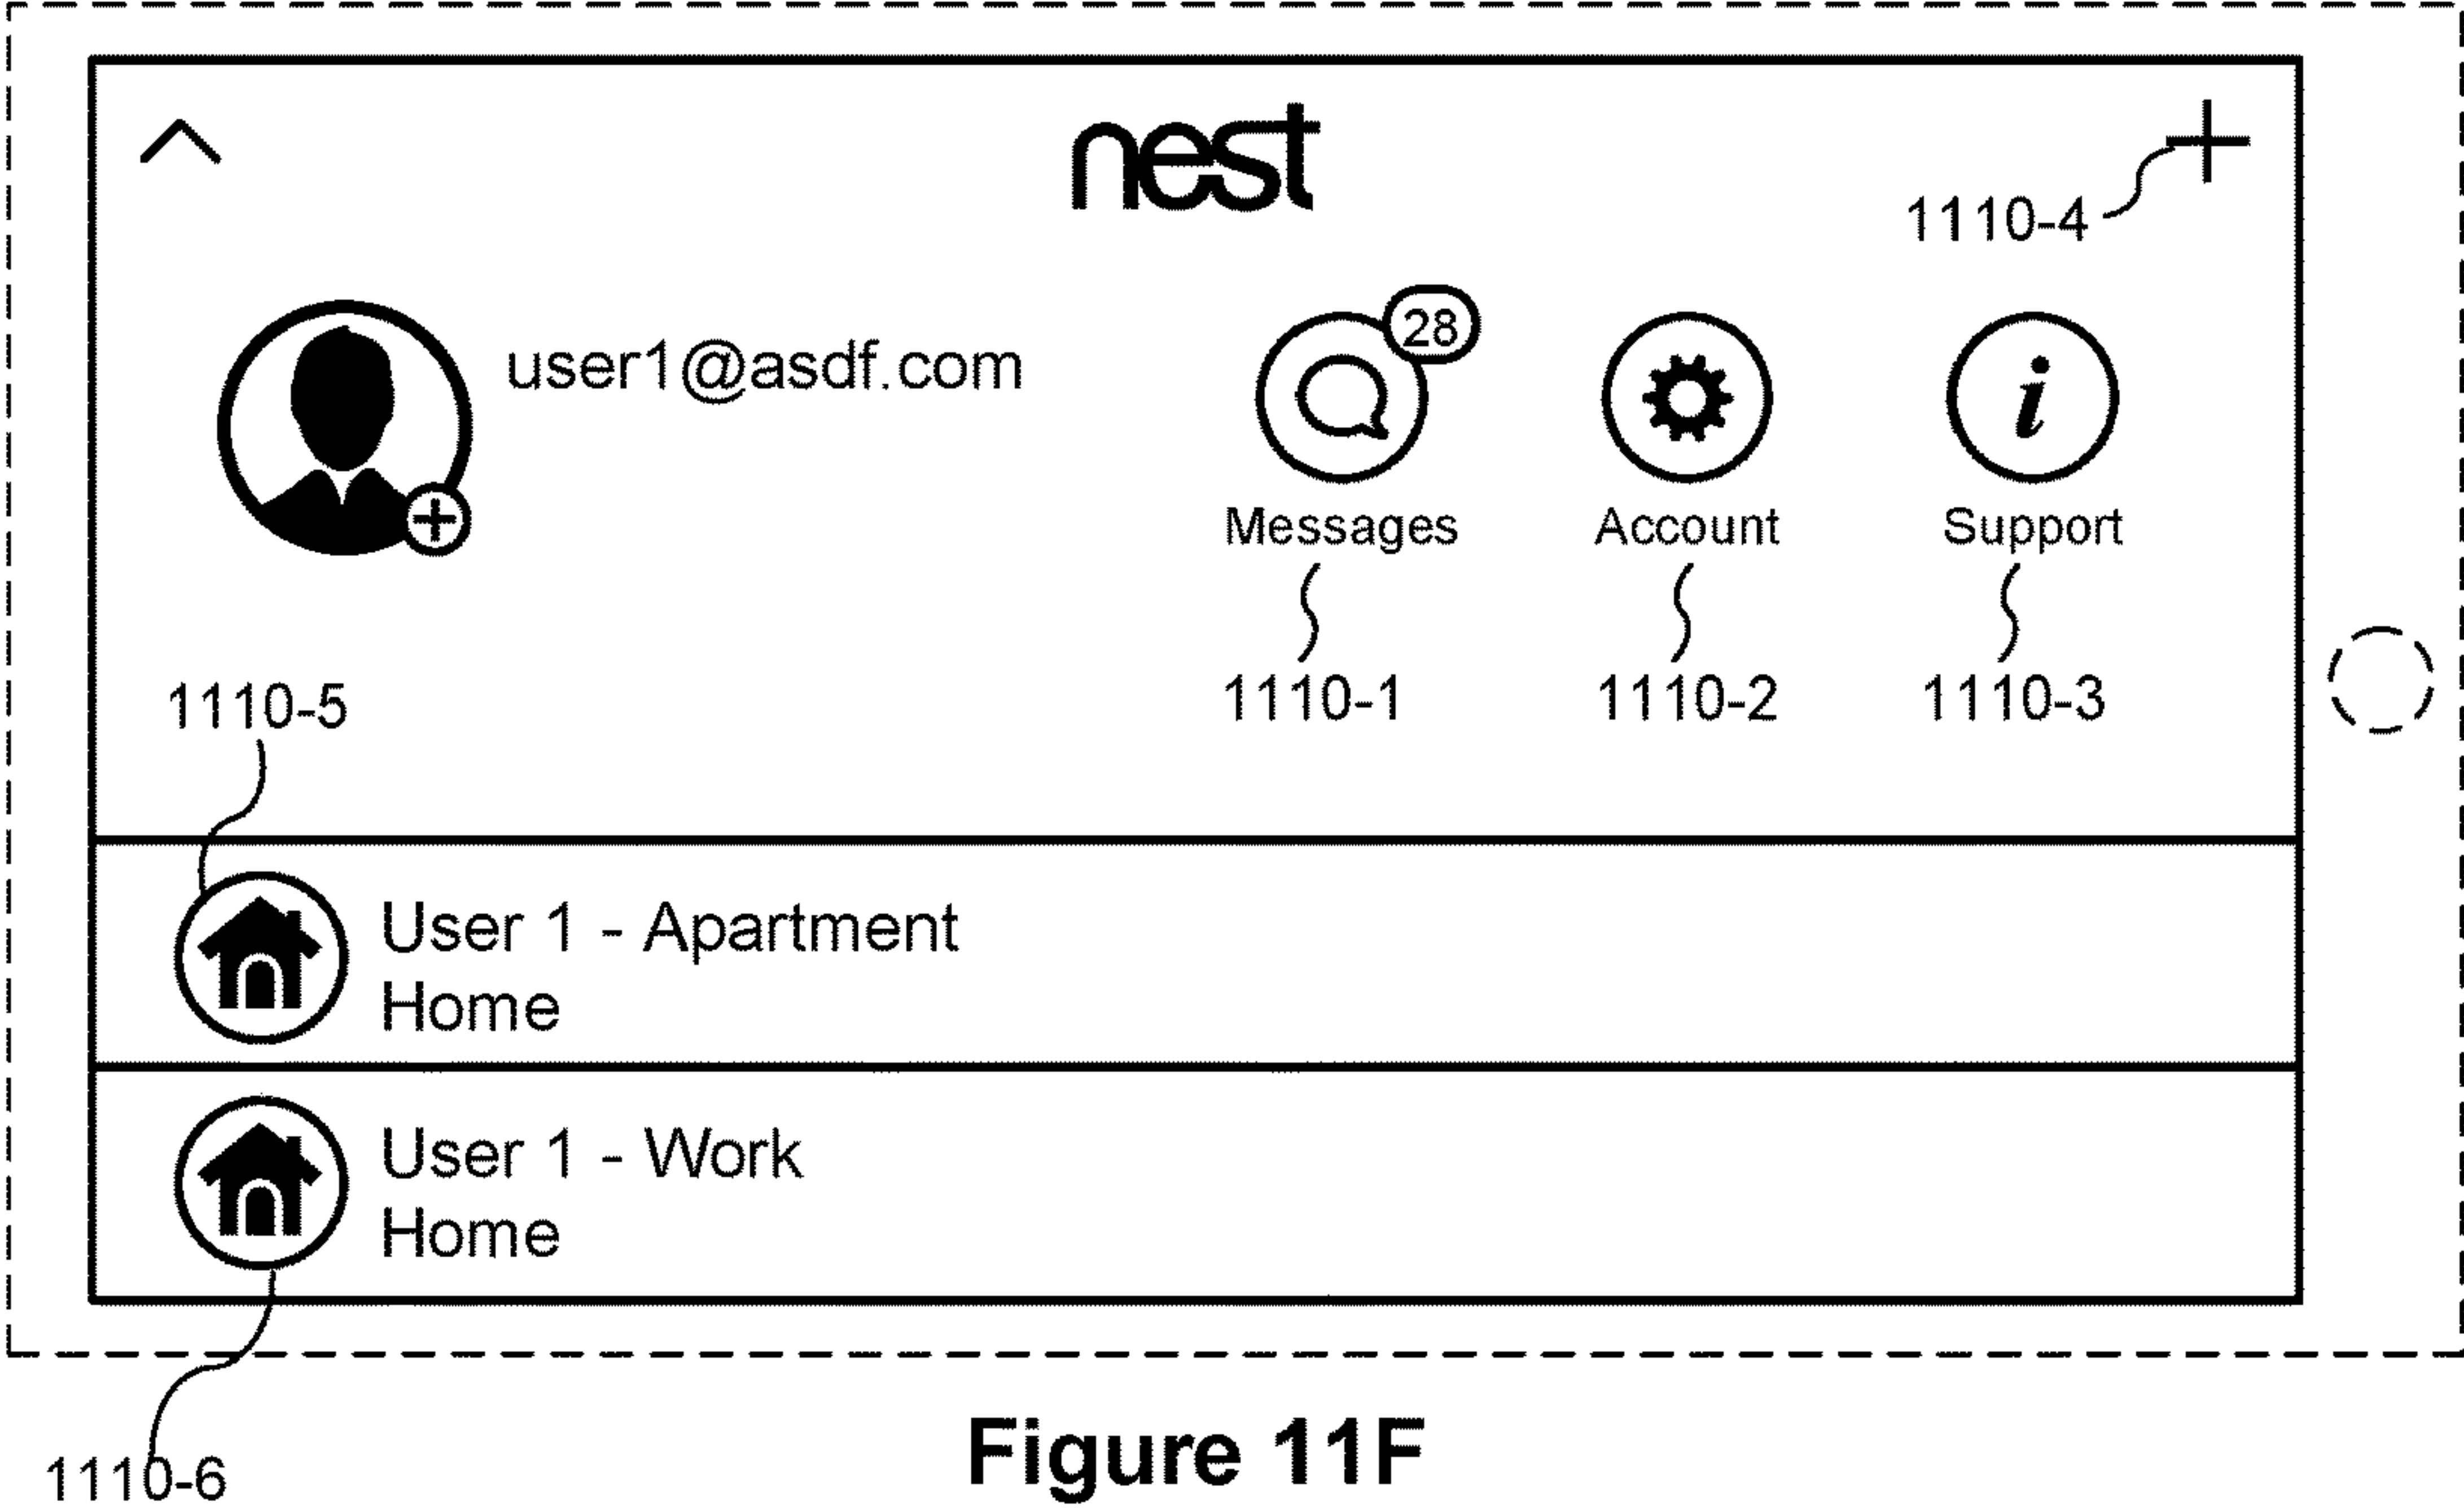 nest
1110-4
user1@asdf.com
28
i
Messages
Account
Support
1110-1
1110-2
1110-3
1110-5
User 1 - Apartment
Home
User 1 - Work
Home
1110-6
Figure 11F